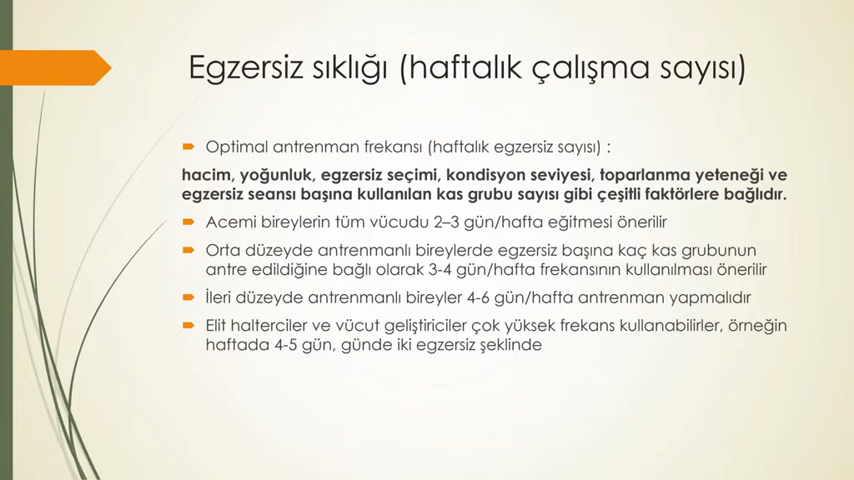 Egzersiz sıklığı (haftalık çalışma sayısı)
Optimal antrenman frekansı (haftalık egzersiz sayısı) :
hacim, yoğunluk, egzersiz seçimi, kondisyon seviyesi, toparlanma yeteneği ve
egzersiz seansı başına kullanılan kas grubu sayısı gibi çeşitli faktörlere bağlıdır.
Acemi bireylerin tüm vücudu 2–3 gün/hafta eğitmesi önerilir
Orta düzeyde antrenmanlı bireylerde egzersiz başına kaç kas grubunun
antre edildiğine bağlı olarak 3-4 gün/hafta frekansının kullanılması önerilir
İleri düzeyde antrenmanlı bireyler 4-6 gün/hafta antrenman yapmalıdır
Elit halterciler ve vücut geliştiriciler çok yüksek frekans kullanabilirler, örneğin
haftada 4-5 gün, günde iki egzersiz şeklinde